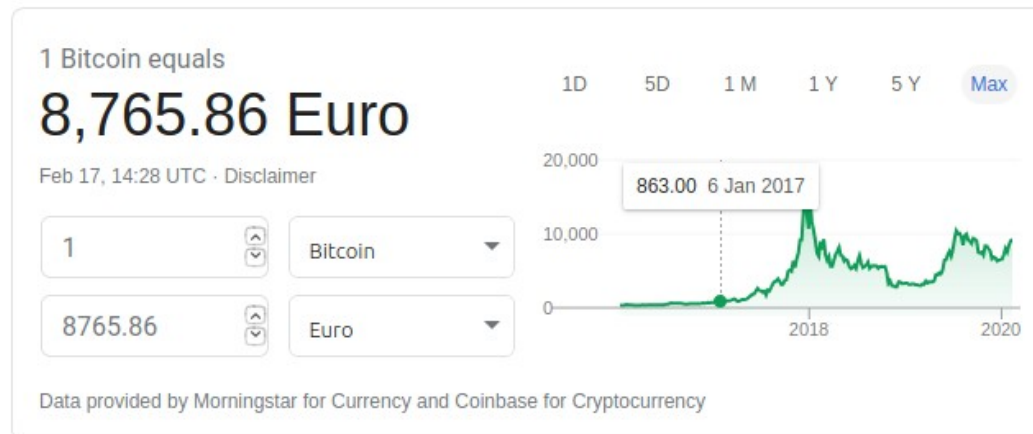 1 Bitcoin equals
8,765.86 Euro
Feb 17, 14:28 UTC · Disclaimer
1
Bitcoin
8765.86
Euro
1D 5D 1 M 1 Y 5 Y Max
20,000
863.00 6 Jan 2017
10,000
0
2018 2020
Data provided by Morningstar for Currency and Coinbase for Cryptocurrency